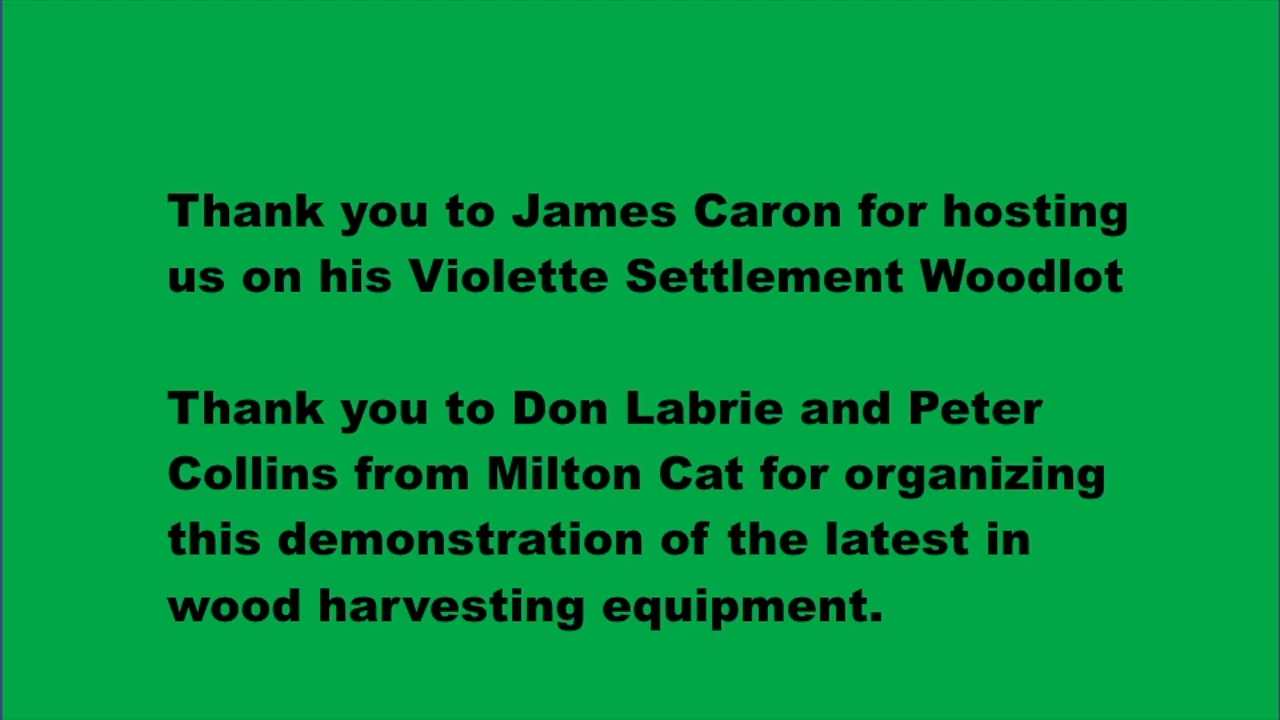 Thank you to James Caron for hosting
us on his Violette Settlement Woodlot
Thank you to Don Labrie and Peter
Collins from Milton Cat for organizing
this demonstration of the latest in
wood harvesting equipment.